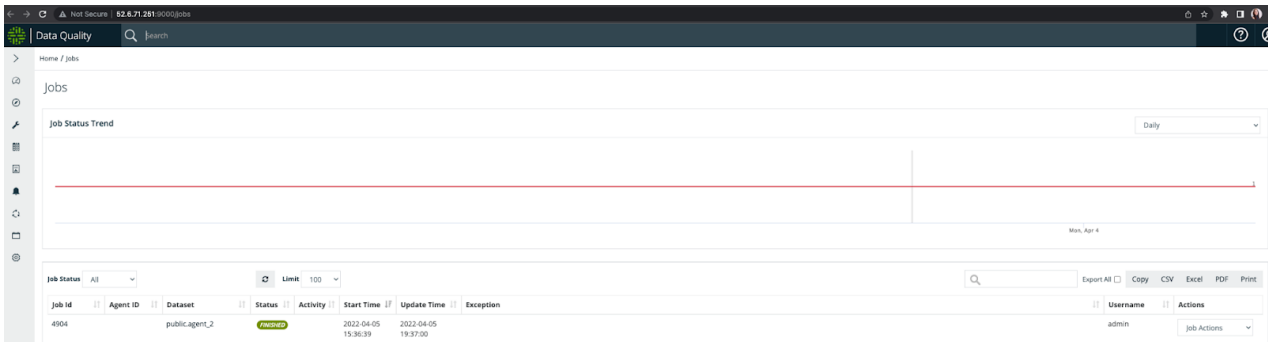 Not Secure | 52.6.71.251:9000/jobs
Data Quality
Search
Home / Jobs
Jobs
Job Status Trend
Daily
1
Mon, Apr 4
Job Status All Limit 100 Export All Copy CSV Excel PDF Print
Job Id Agent ID Dataset Status Activity Start Time Update Time Exception Username Actions
4904 public.agent_2 FINISHED 2022-04-05 15:36:39 2022-04-05 19:37:00 admin Job Actions